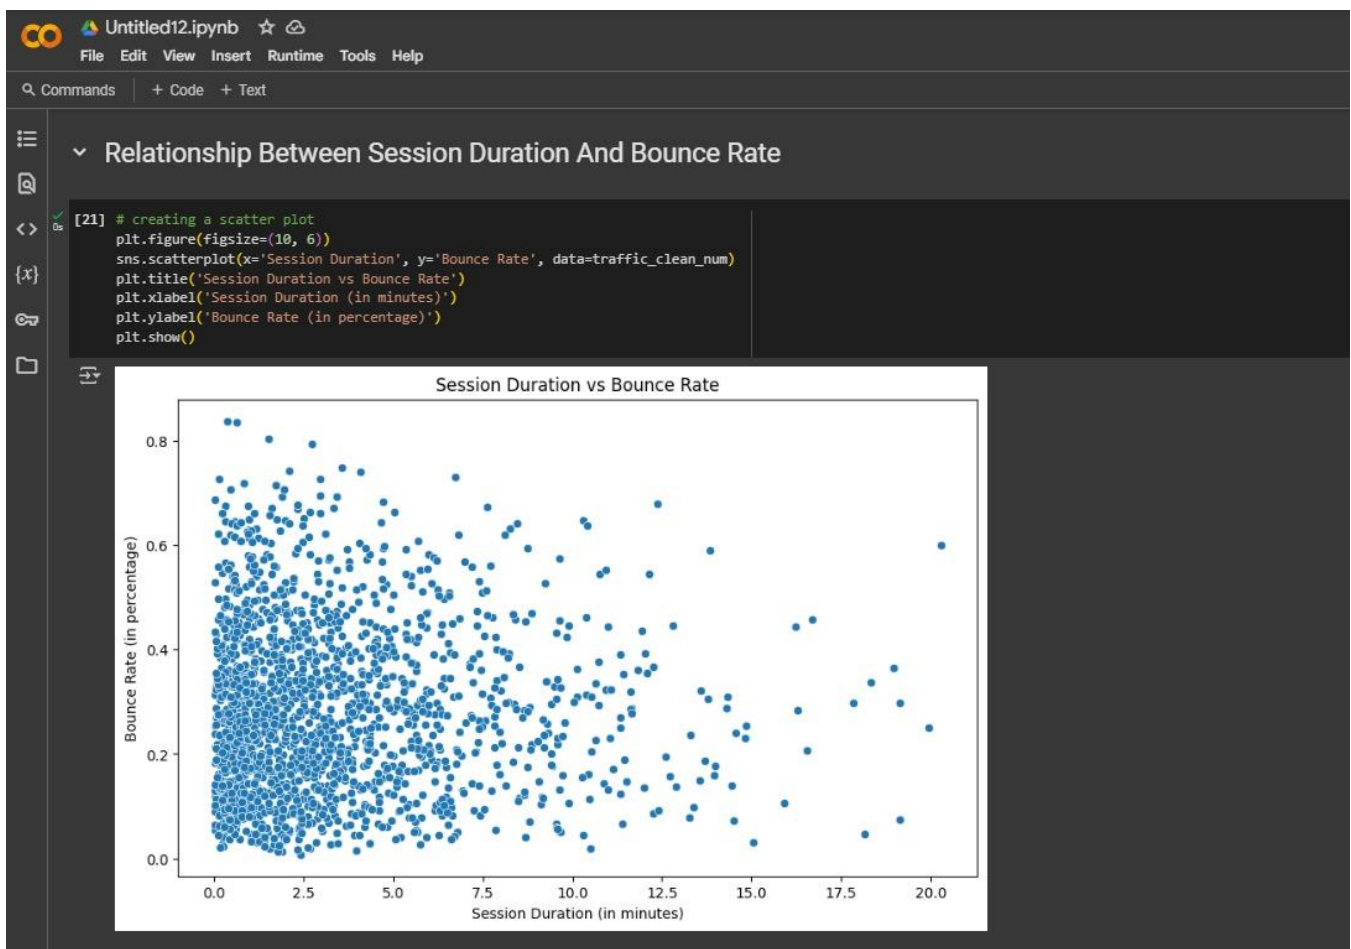 Untitled12.ipynb
File Edit View Insert Runtime Tools Help
Commands + Code + Text
Relationship Between Session Duration And Bounce Rate
[21] # creating a scatter plot
0s
plt.figure(figsize=(10, 6))
sns.scatterplot(x='Session Duration', y='Bounce Rate', data=traffic_clean_num)
plt.title('Session Duration vs Bounce Rate')
plt.xlabel('Session Duration (in minutes)')
plt.ylabel('Bounce Rate (in percentage)')
plt.show()
{x}
Session Duration vs Bounce Rate
Bounce Rate (in percentage)
0.8
0.6
0.4
0.2
0.0
0.0 2.5 5.0 7.5 10.0 12.5 15.0 17.5 20.0
Session Duration (in minutes)